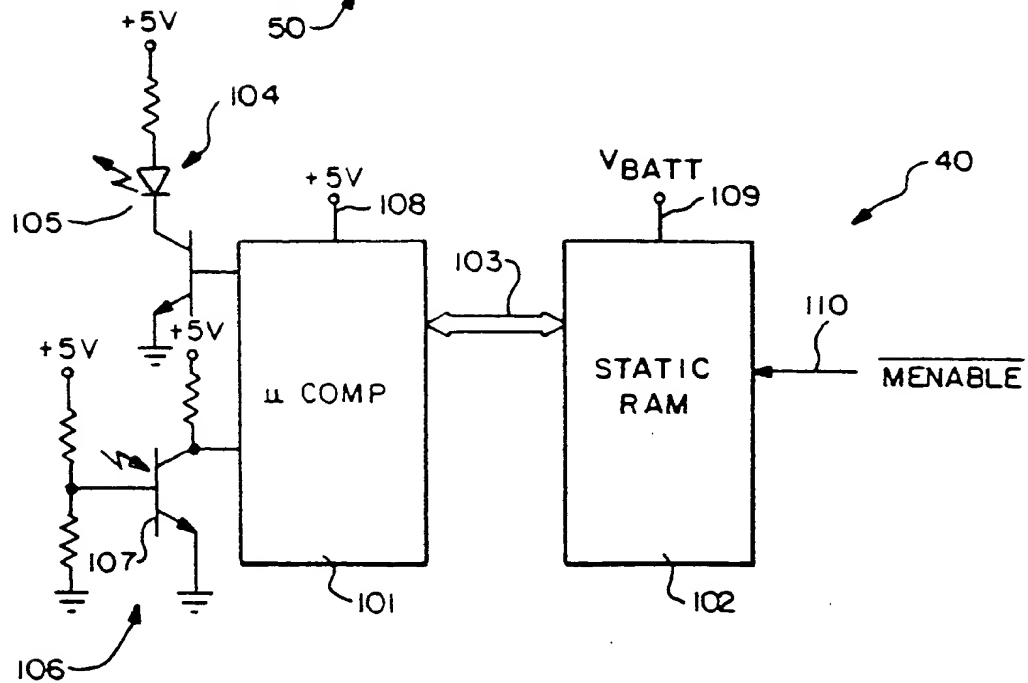 +5V
50
104
105
+5V
108
VBATT
109
40
103
110
+5V
+5V
μ COMP
STATIC
RAM
MENABLE
107
101
102
106